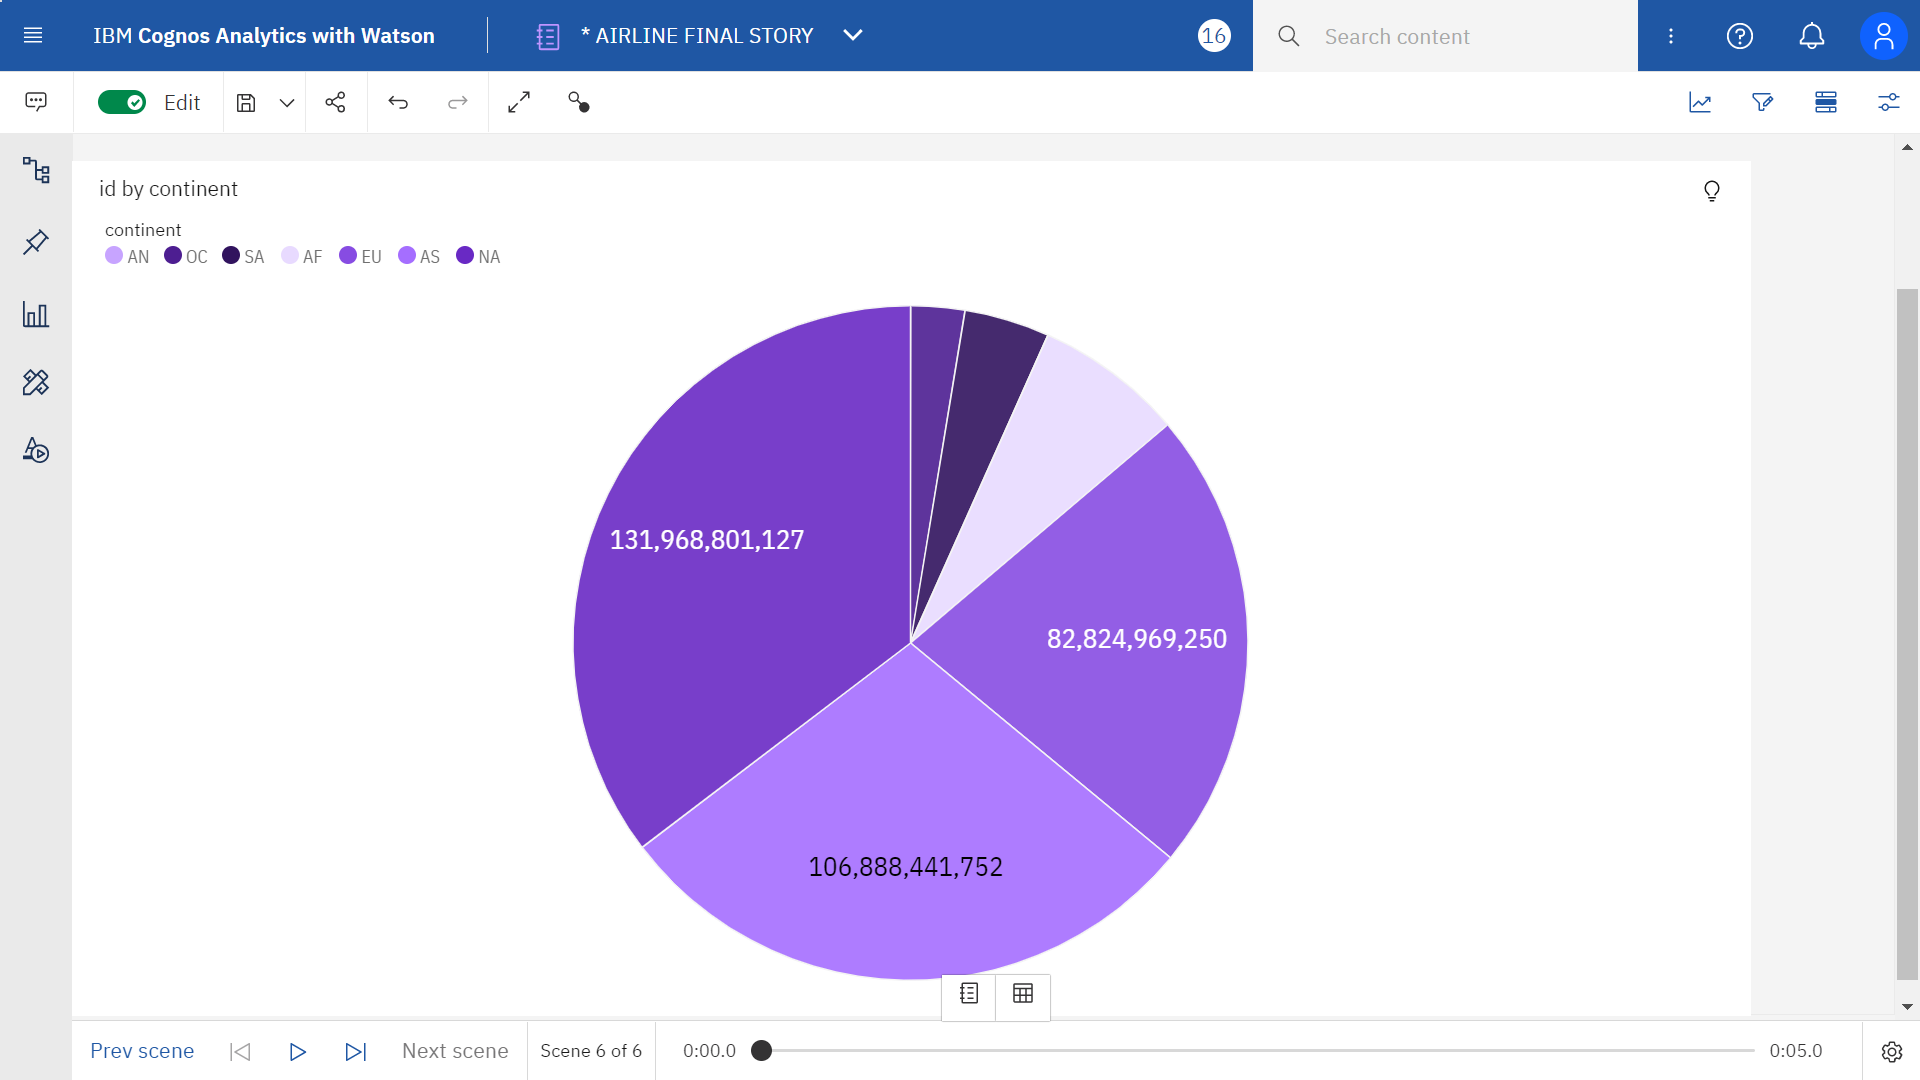 IBM Cognos Analytics with Watson
* AIRLINE FINAL STORY
16
Search content
Edit
id by continent
continent
AN OC SA AF EU AS NA
131,968,801,127
82,824,969,250
106,888,441,752
Prev scene
Next scene
Scene 6 of 6
0:00.0
0:05.0